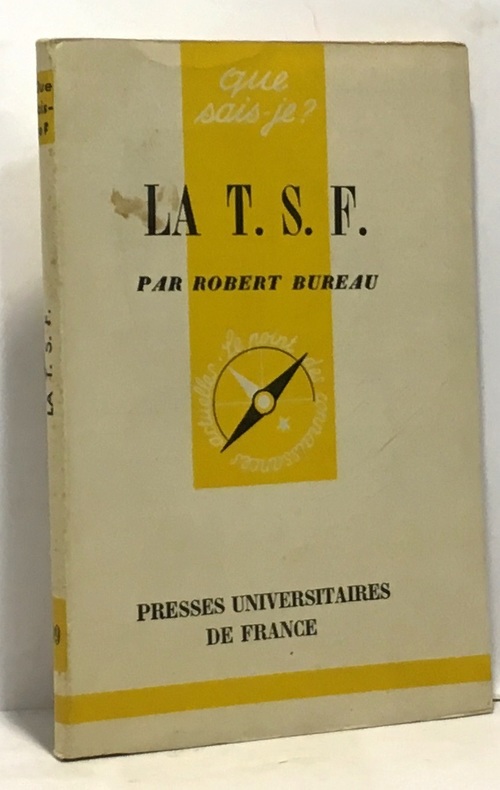 que
sais-je?
LA T. S. F.
PAR ROBERT BUREAU
Le point des connaissances actuelles
PRESSES UNIVERSITAIRES
DE FRANCE
LA T. S. F.